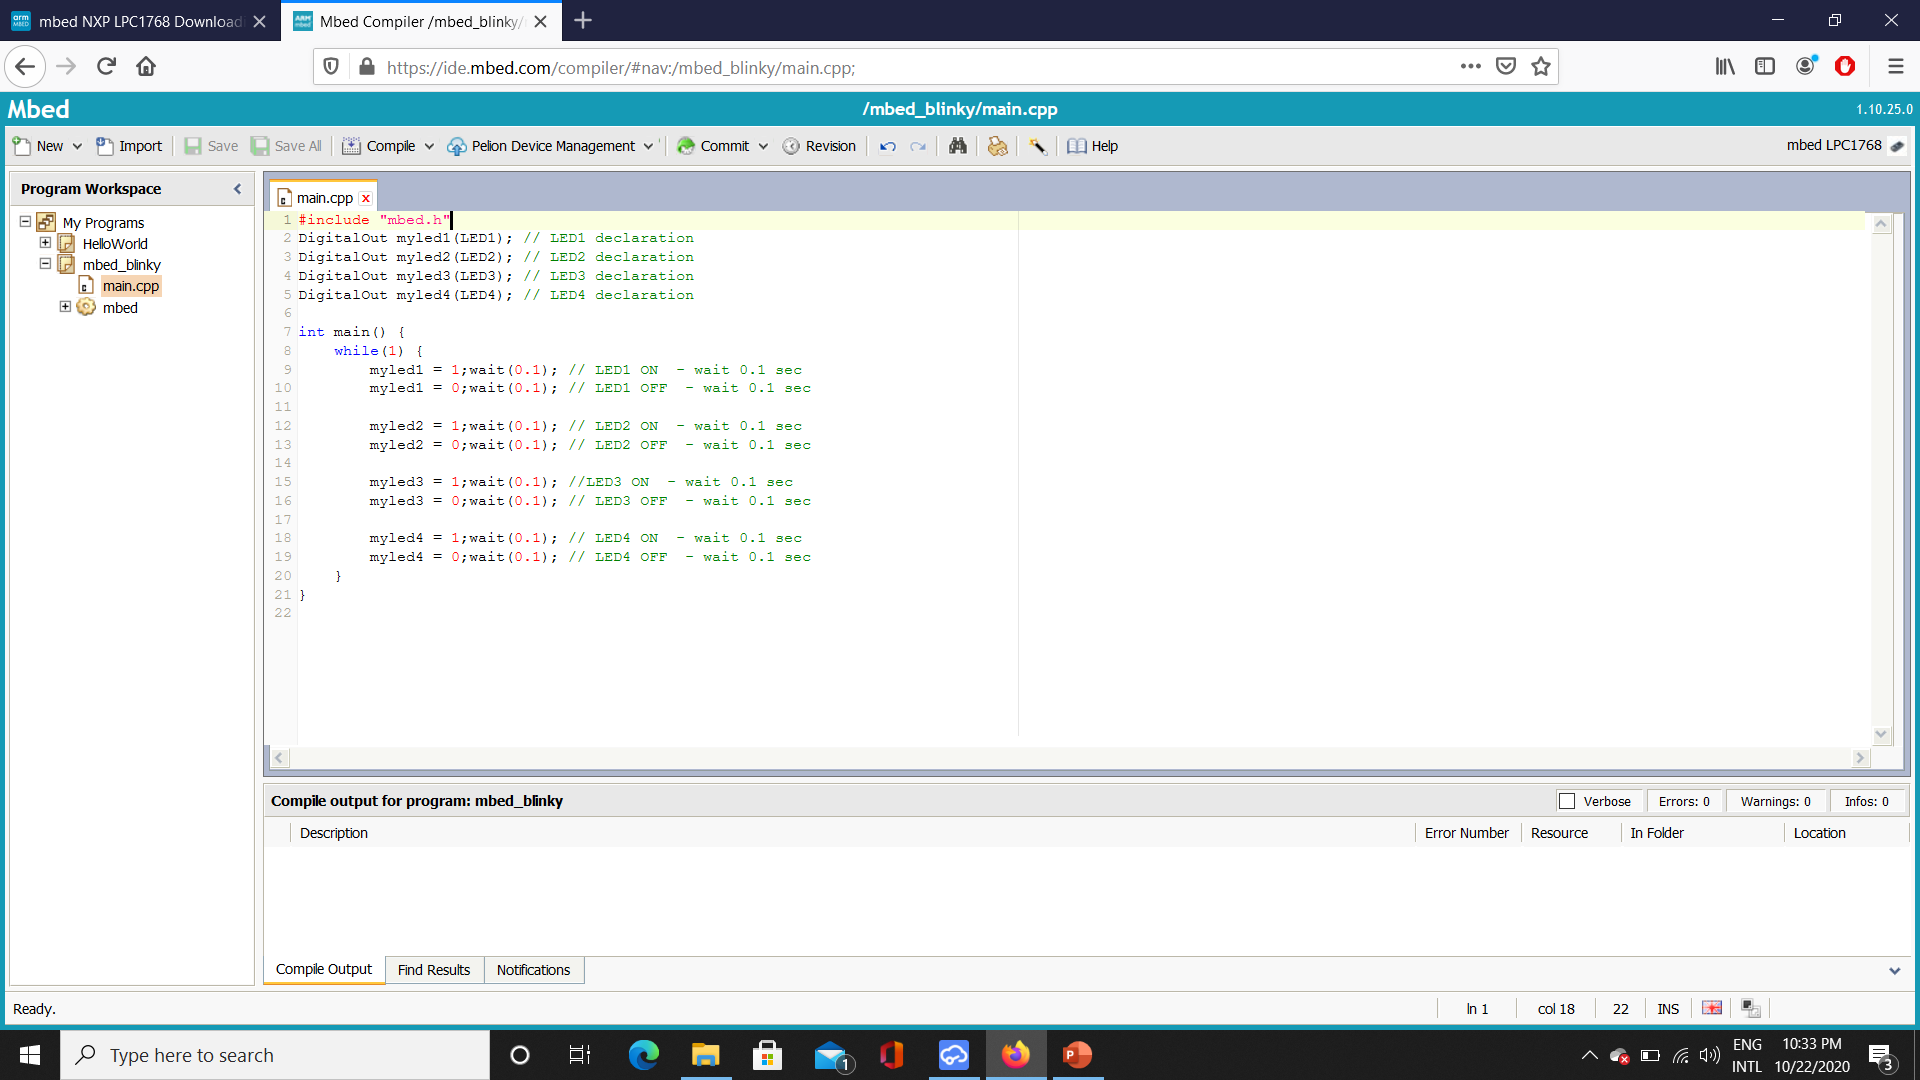 mbed NXP LPC1768 Downloadi
Mbed Compiler /mbed_blinky/
https://ide.mbed.com/compiler/#nav:/mbed_blinky/main.cpp;
Mbed
/mbed_blinky/main.cpp
1.10.25.0
New
Import
Save
Save All
Compile
Pelion Device Management
Commit
Revision
Help
mbed LPC1768
Program Workspace
My Programs
HelloWorld
mbed_blinky
main.cpp
mbed
main.cpp x
1 #include "mbed.h"
2 DigitalOut myled1(LED1); // LED1 declaration
3 DigitalOut myled2(LED2); // LED2 declaration
4 DigitalOut myled3(LED3); // LED3 declaration
5 DigitalOut myled4(LED4); // LED4 declaration
6
7 int main() {
8     while(1) {
9         myled1 = 1;wait(0.1); // LED1 ON  - wait 0.1 sec
10         myled1 = 0;wait(0.1); // LED1 OFF  - wait 0.1 sec
11
12         myled2 = 1;wait(0.1); // LED2 ON  - wait 0.1 sec
13         myled2 = 0;wait(0.1); // LED2 OFF  - wait 0.1 sec
14
15         myled3 = 1;wait(0.1); //LED3 ON  - wait 0.1 sec
16         myled3 = 0;wait(0.1); // LED3 OFF  - wait 0.1 sec
17
18         myled4 = 1;wait(0.1); // LED4 ON  - wait 0.1 sec
19         myled4 = 0;wait(0.1); // LED4 OFF  - wait 0.1 sec
20     }
21 }
22
Compile output for program: mbed_blinky
Verbose
Errors: 0
Warnings: 0
Infos: 0
Description
Error Number
Resource
In Folder
Location
Compile Output
Find Results
Notifications
Ready.
ln 1
col 18
22
INS
Type here to search
1
ENG
INTL
10:33 PM
10/22/2020
3